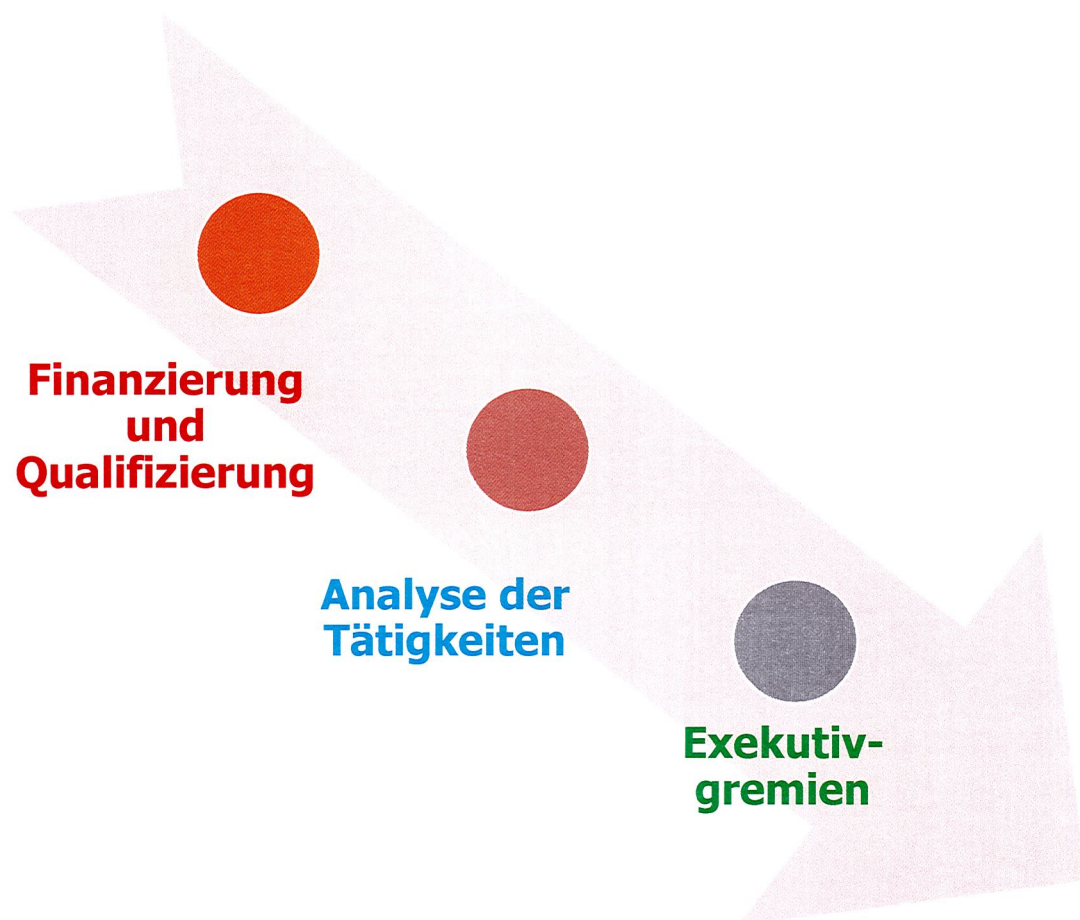 Finanzierung
und
Qualifizierung
Analyse der
Tätigkeiten
Exekutiv-
gremien